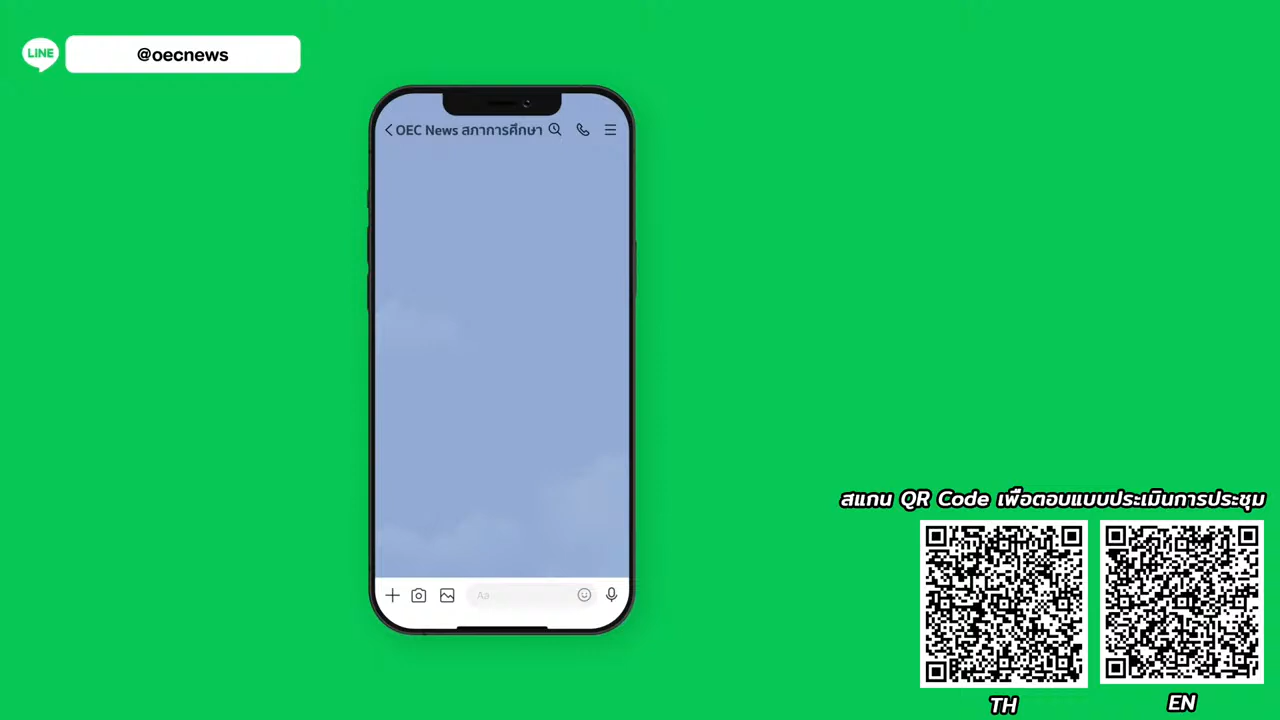 LINE
@oecnews
OEC News สภาการศึกษา
Aa
สแกน QR Code เพื่อตอบแบบประเมินการประชุม
TH
EN